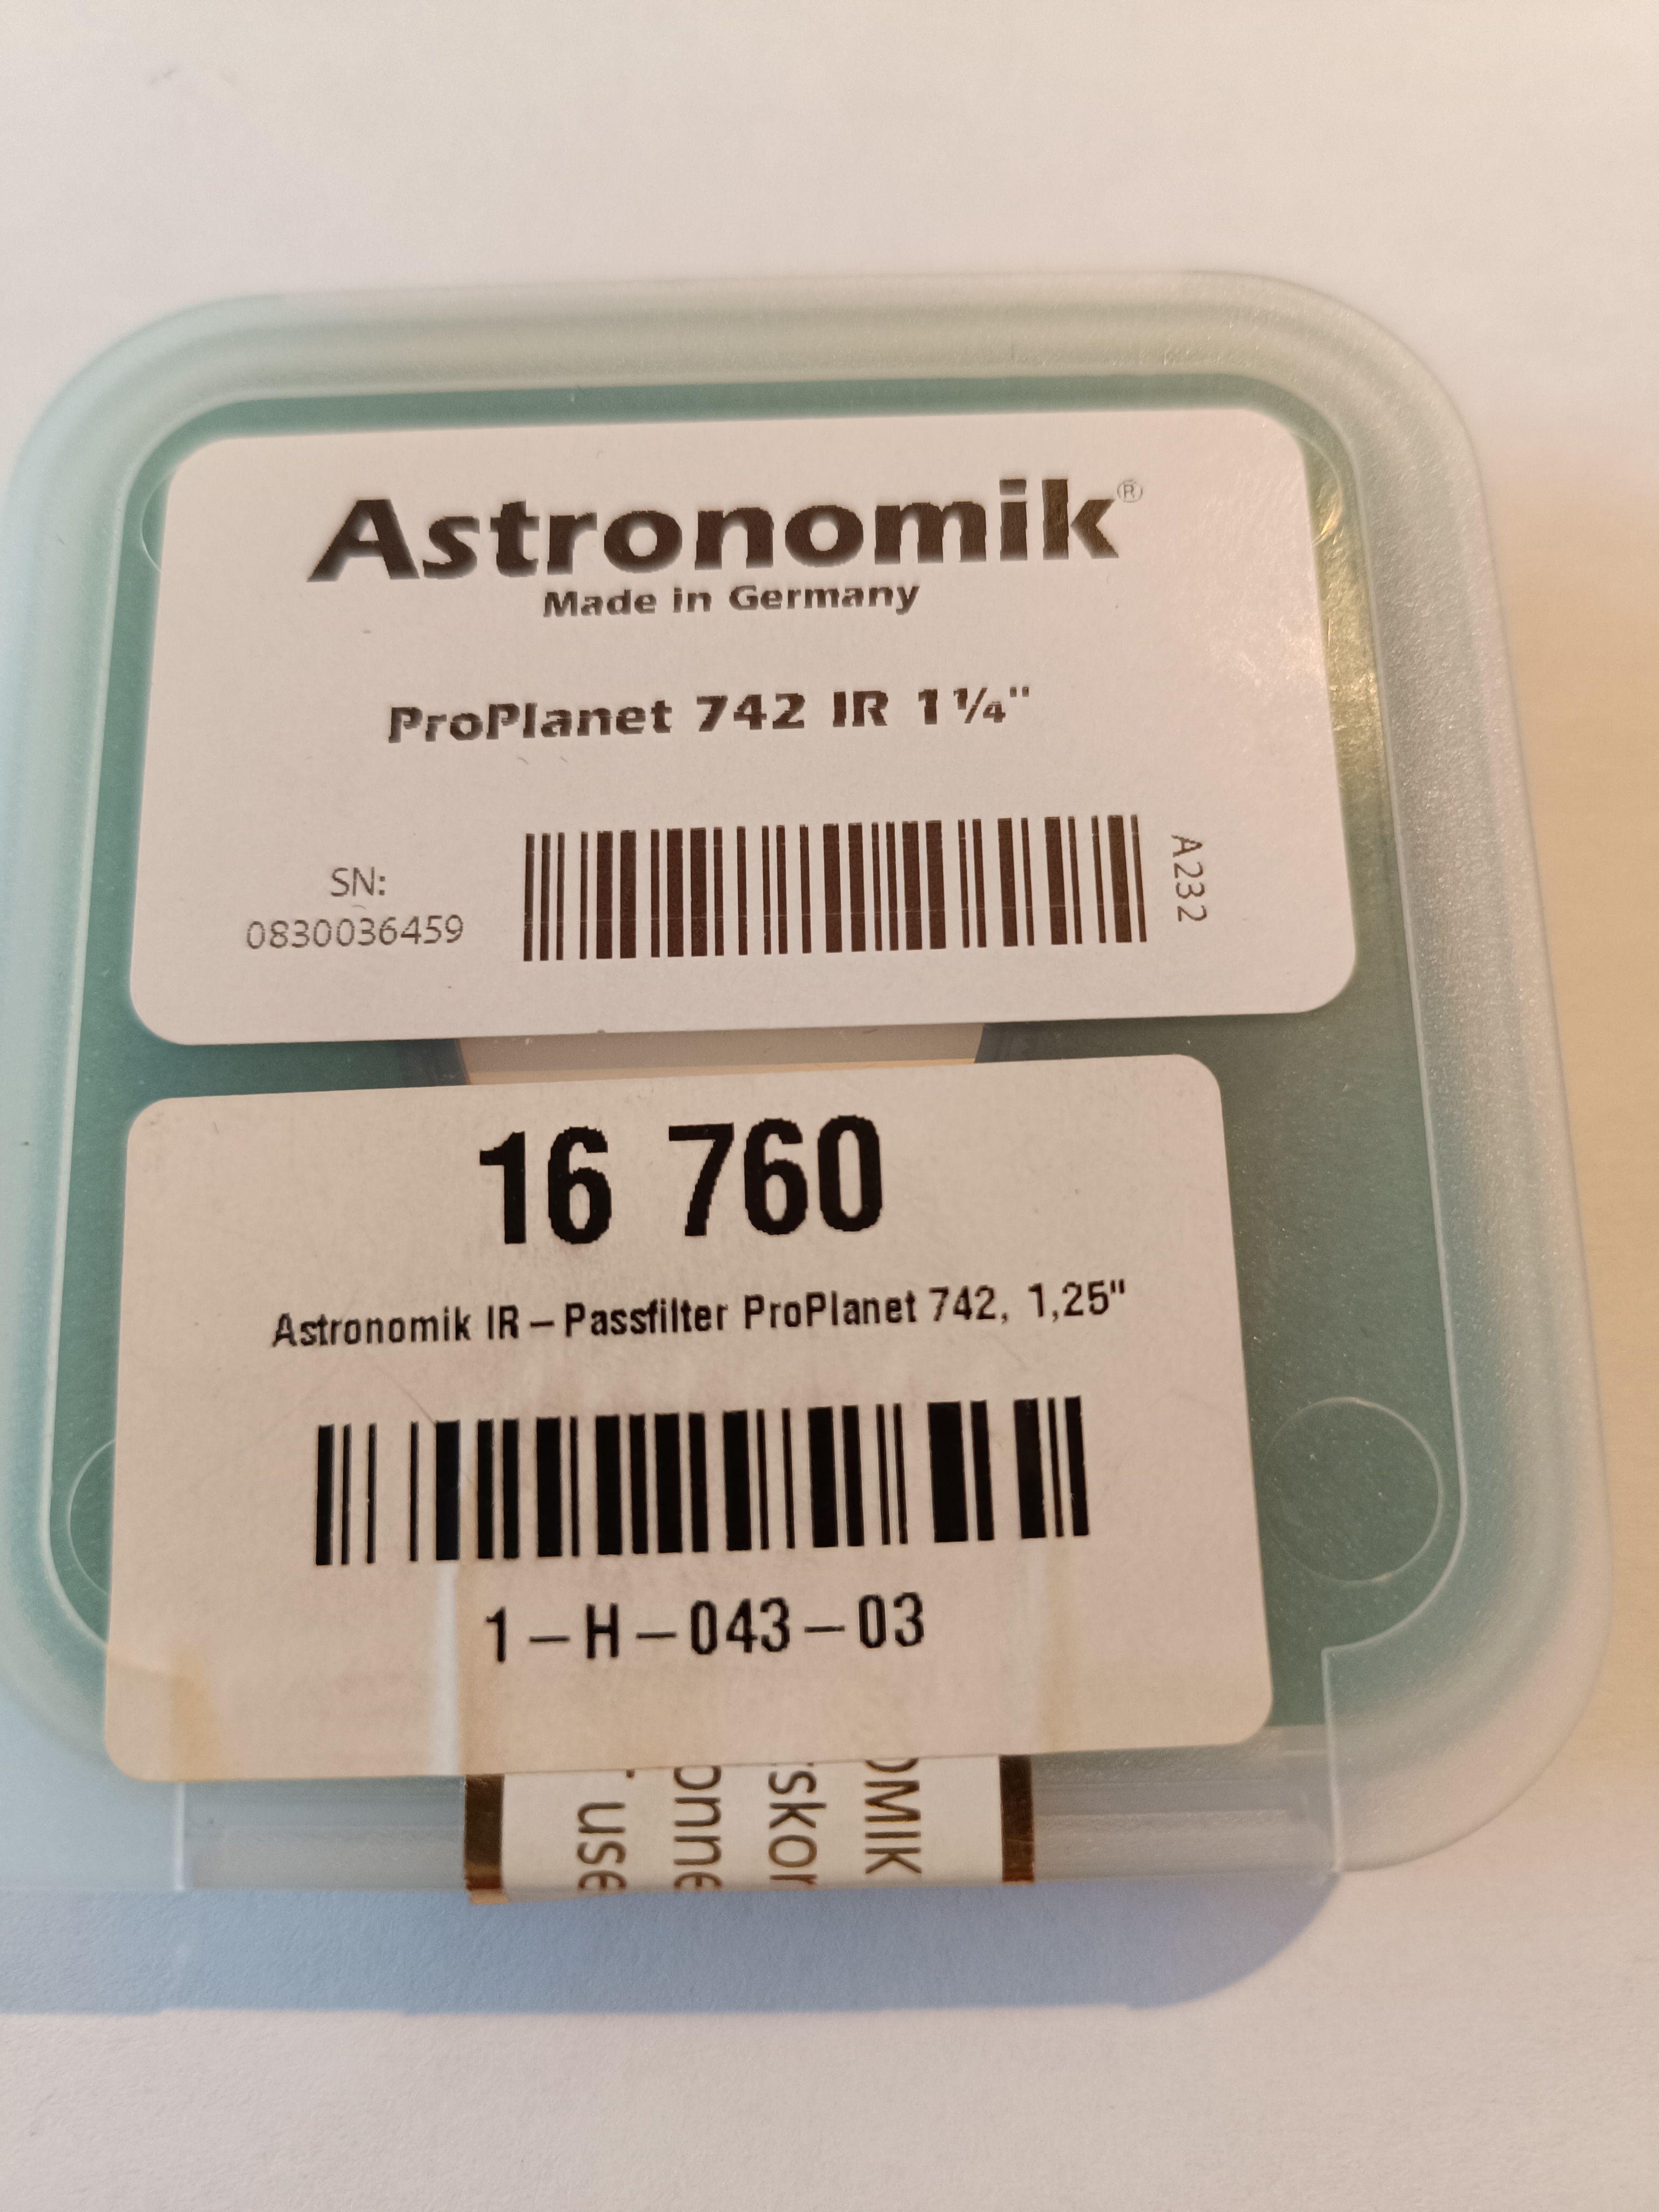 Astronomik®
Made in Germany
ProPlanet 742 IR 1¼"
SN:
0830036459
A232
16 760
Astronomik IR – Passfilter ProPlanet 742, 1,25"
1 – H – 043 – 03
use